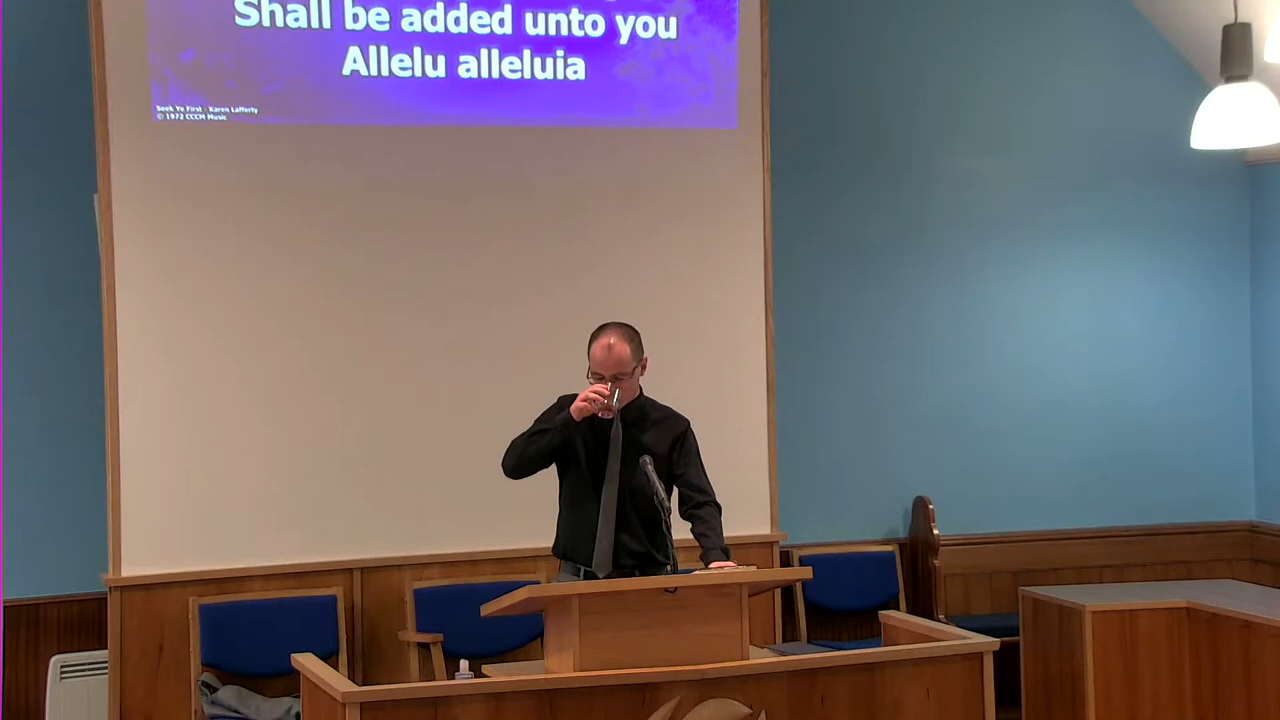 Shall be added unto you
Allelu alleluia
Seek Ye First - Karen Lafferty
© 1972 CCCM Music